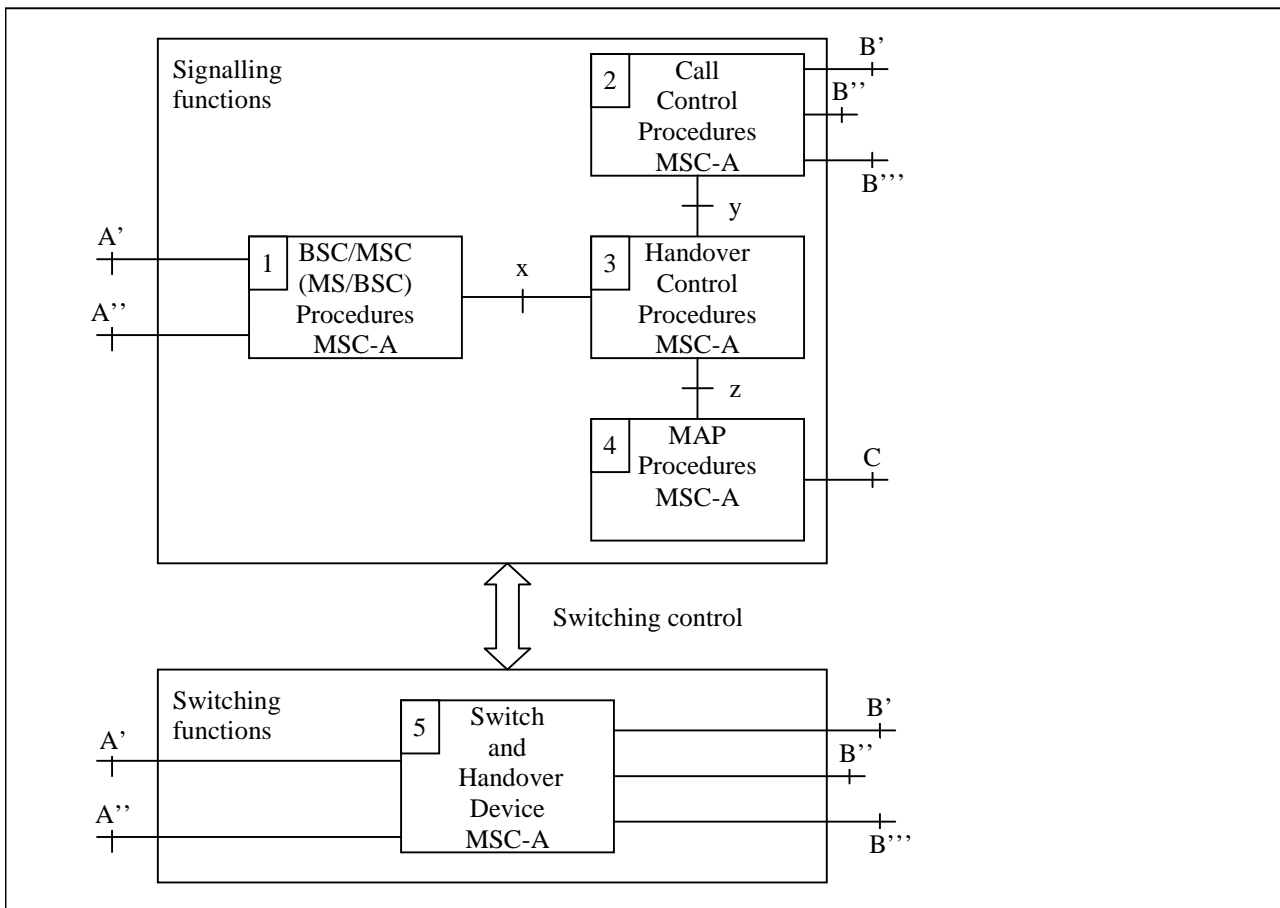 Signalling
functions
2
Call
Control
Procedures
MSC-A
B'
B''
B'''
y
A'
A''
1
BSC/MSC
(MS/BSC)
Procedures
MSC-A
x
3
Handover
Control
Procedures
MSC-A
z
4
MAP
Procedures
MSC-A
C
Switching control
Switching
functions
A'
A''
5
Switch
and
Handover
Device
MSC-A
B'
B''
B'''